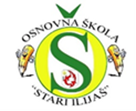 OSNOVNA ŠKOLA
Š
"STARI ILIJAŠ"